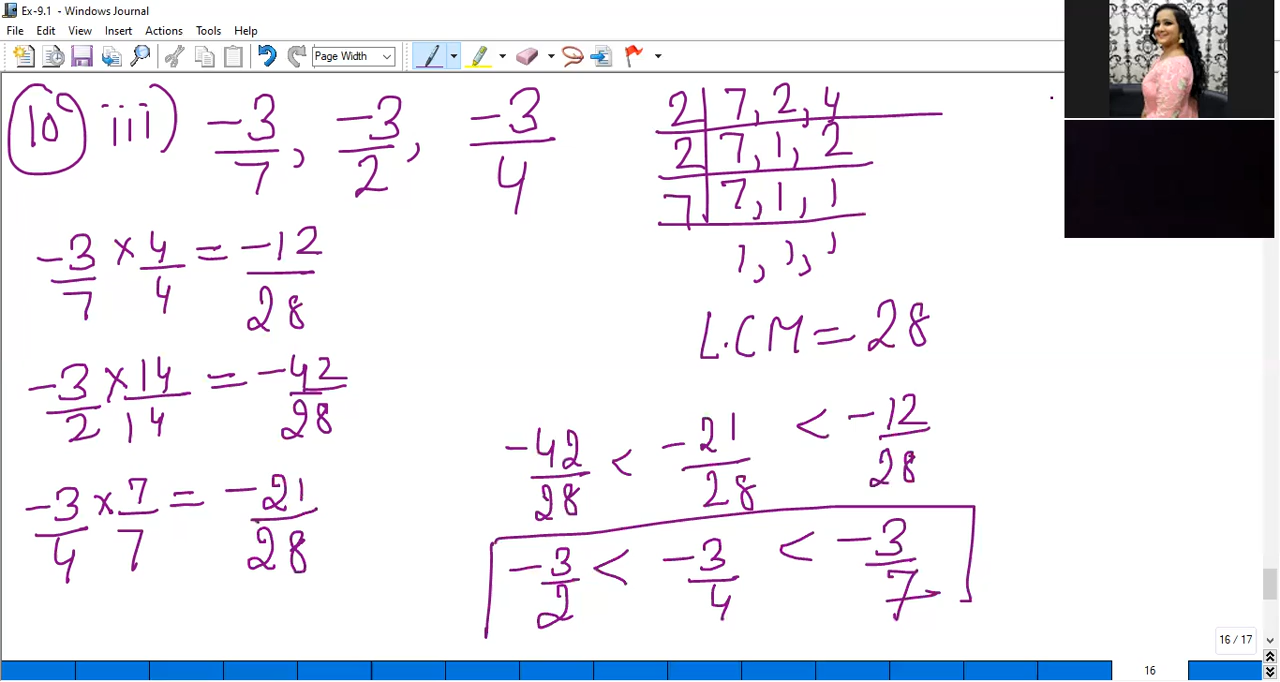 Ex-9.1 - Windows Journal
File Edit View Insert Actions Tools Help
Page Width
10 iii) -3/7, -3/2, -3/4
2 | 7, 2, 4
2 | 7, 1, 2
7 | 7, 1, 1
1, 1, 1
-3/7 × 4/4 = -12/28
L.CM = 28
-3/2 × 14/14 = -42/28
-42/28 < -21/28 < -12/28
-3/4 × 7/7 = -21/28
-3/2 < -3/4 < -3/7
16 / 17
16